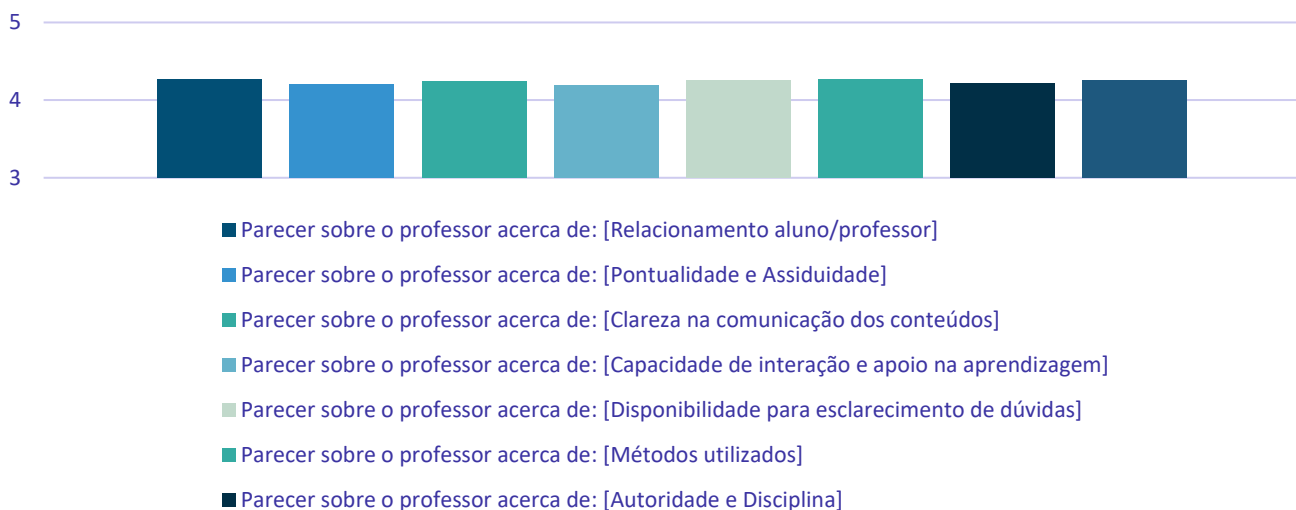 5
4
3
Parecer sobre o professor acerca de: [Relacionamento aluno/professor]
Parecer sobre o professor acerca de: [Pontualidade e Assiduidade]
Parecer sobre o professor acerca de: [Clareza na comunicação dos conteúdos]
Parecer sobre o professor acerca de: [Capacidade de interação e apoio na aprendizagem]
Parecer sobre o professor acerca de: [Disponibilidade para esclarecimento de dúvidas]
Parecer sobre o professor acerca de: [Métodos utilizados]
Parecer sobre o professor acerca de: [Autoridade e Disciplina]